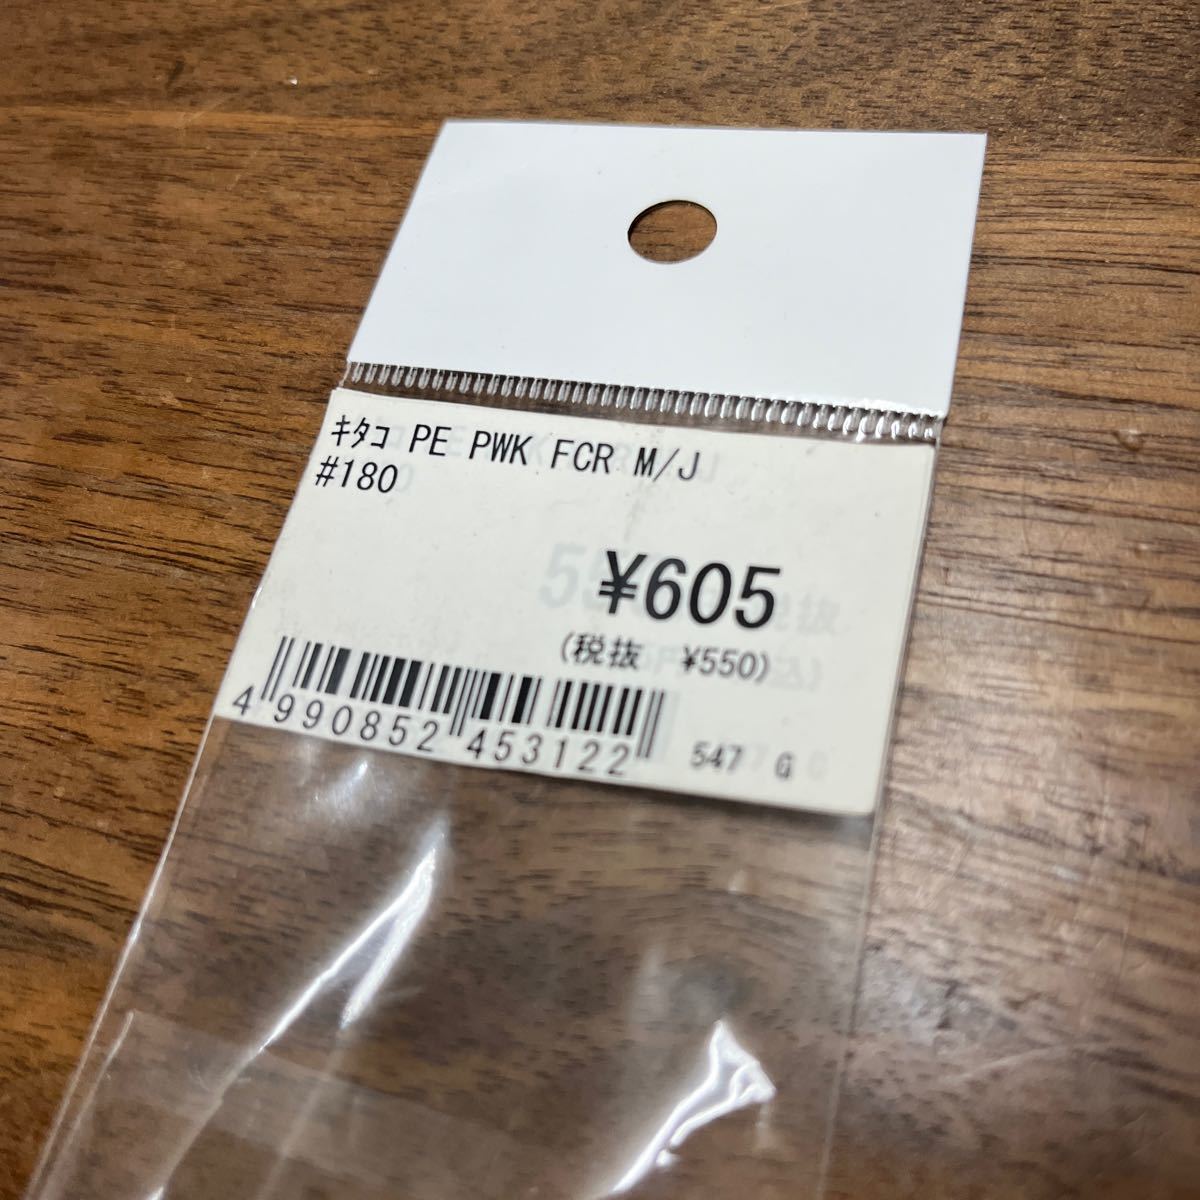 ｷﾀｺ PE PWK FCR M/J
#180
¥605
(税抜 ¥550)
4 990852 453122
547 G